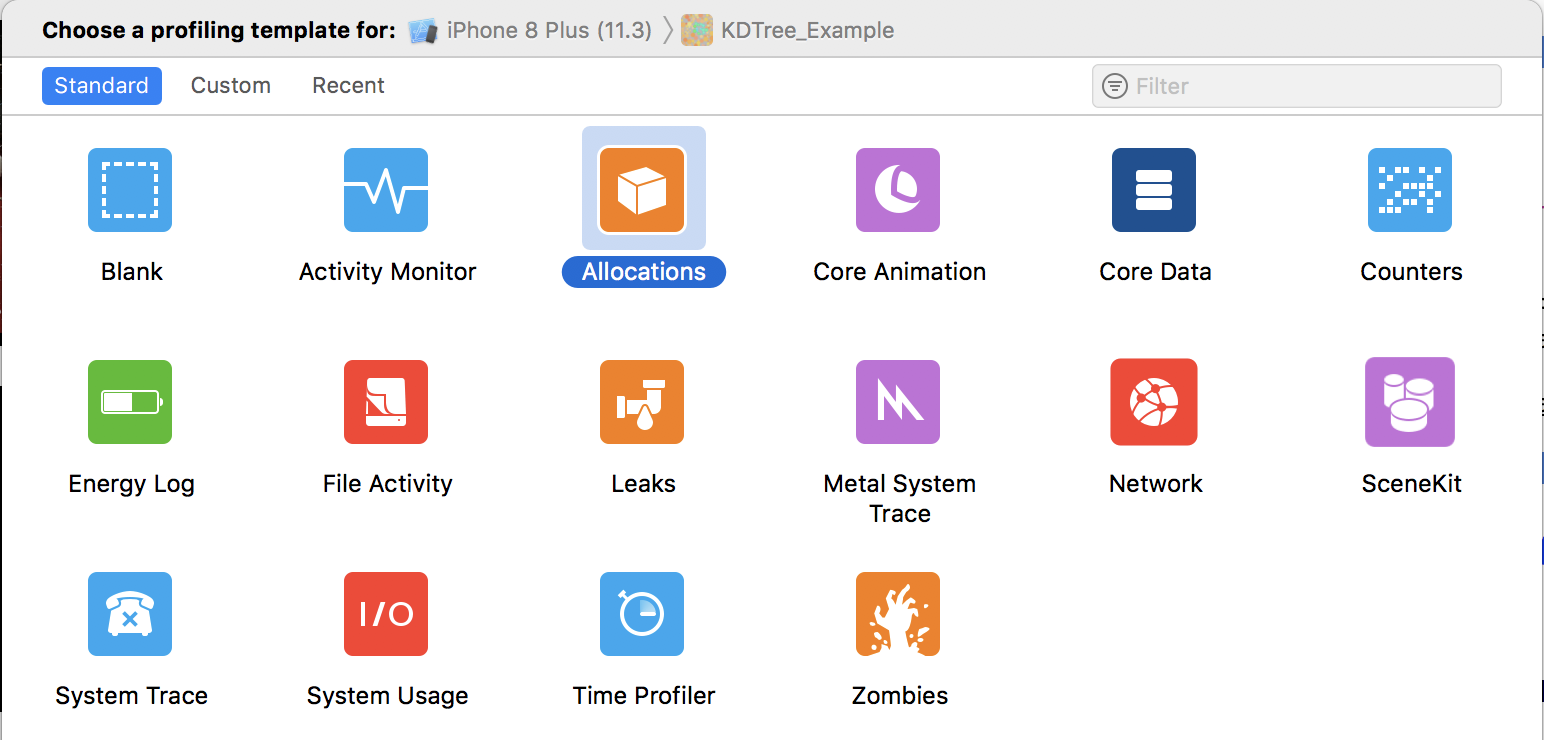 Choose a profiling template for: iPhone 8 Plus (11.3) KDTree_Example
Standard Custom Recent Filter
Blank Activity Monitor Allocations Core Animation Core Data Counters
Energy Log File Activity Leaks Metal System Trace Network SceneKit
I/O
System Trace System Usage Time Profiler Zombies